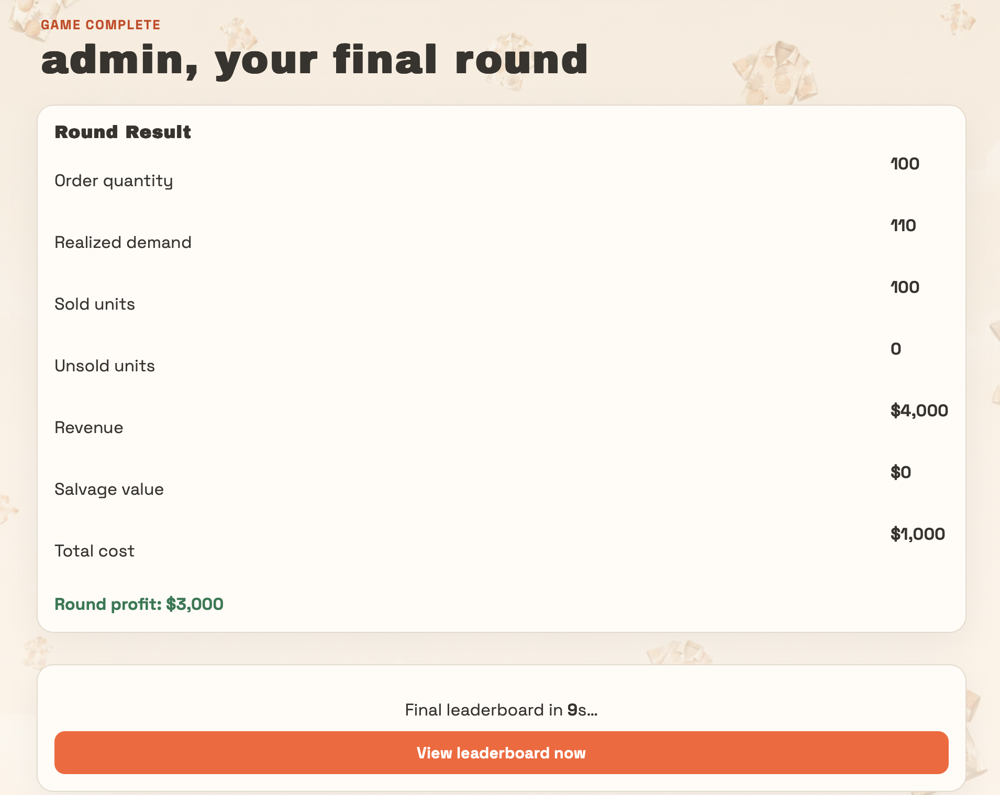 GAME COMPLETE
admin, your final round
Round Result
Order quantity 100
Realized demand 110
Sold units 100
Unsold units 0
Revenue $4,000
Salvage value $0
Total cost $1,000
Round profit: $3,000
Final leaderboard in 9s...
View leaderboard now